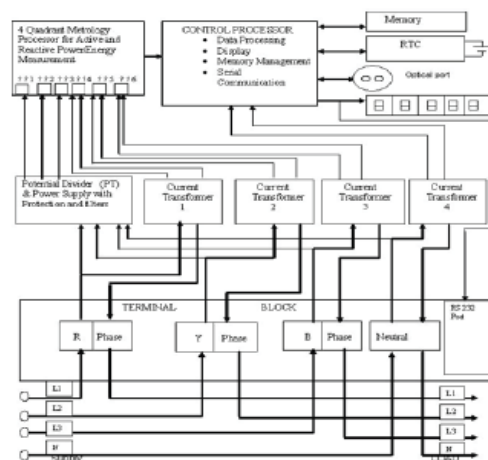 4 Quadrant Metrology
Processor for Active and
Reactive Power/Energy
Measurement
CONTROL PROCESSOR
• Data Processing
• Display
• Memory Management
• Serial
Communication
Memory
RTC
Optical port
Potential Divider (PT)
& Power Supply with
Protection and filters
Current
Transformer
1
Current
Transformer
2
Current
Transformer
3
Current
Transformer
4
TERMINAL BLOCK
RS 232
Port
R Phase
Y Phase
B Phase
Neutral
L1
L2
L3
N
L1
L2
L3
N